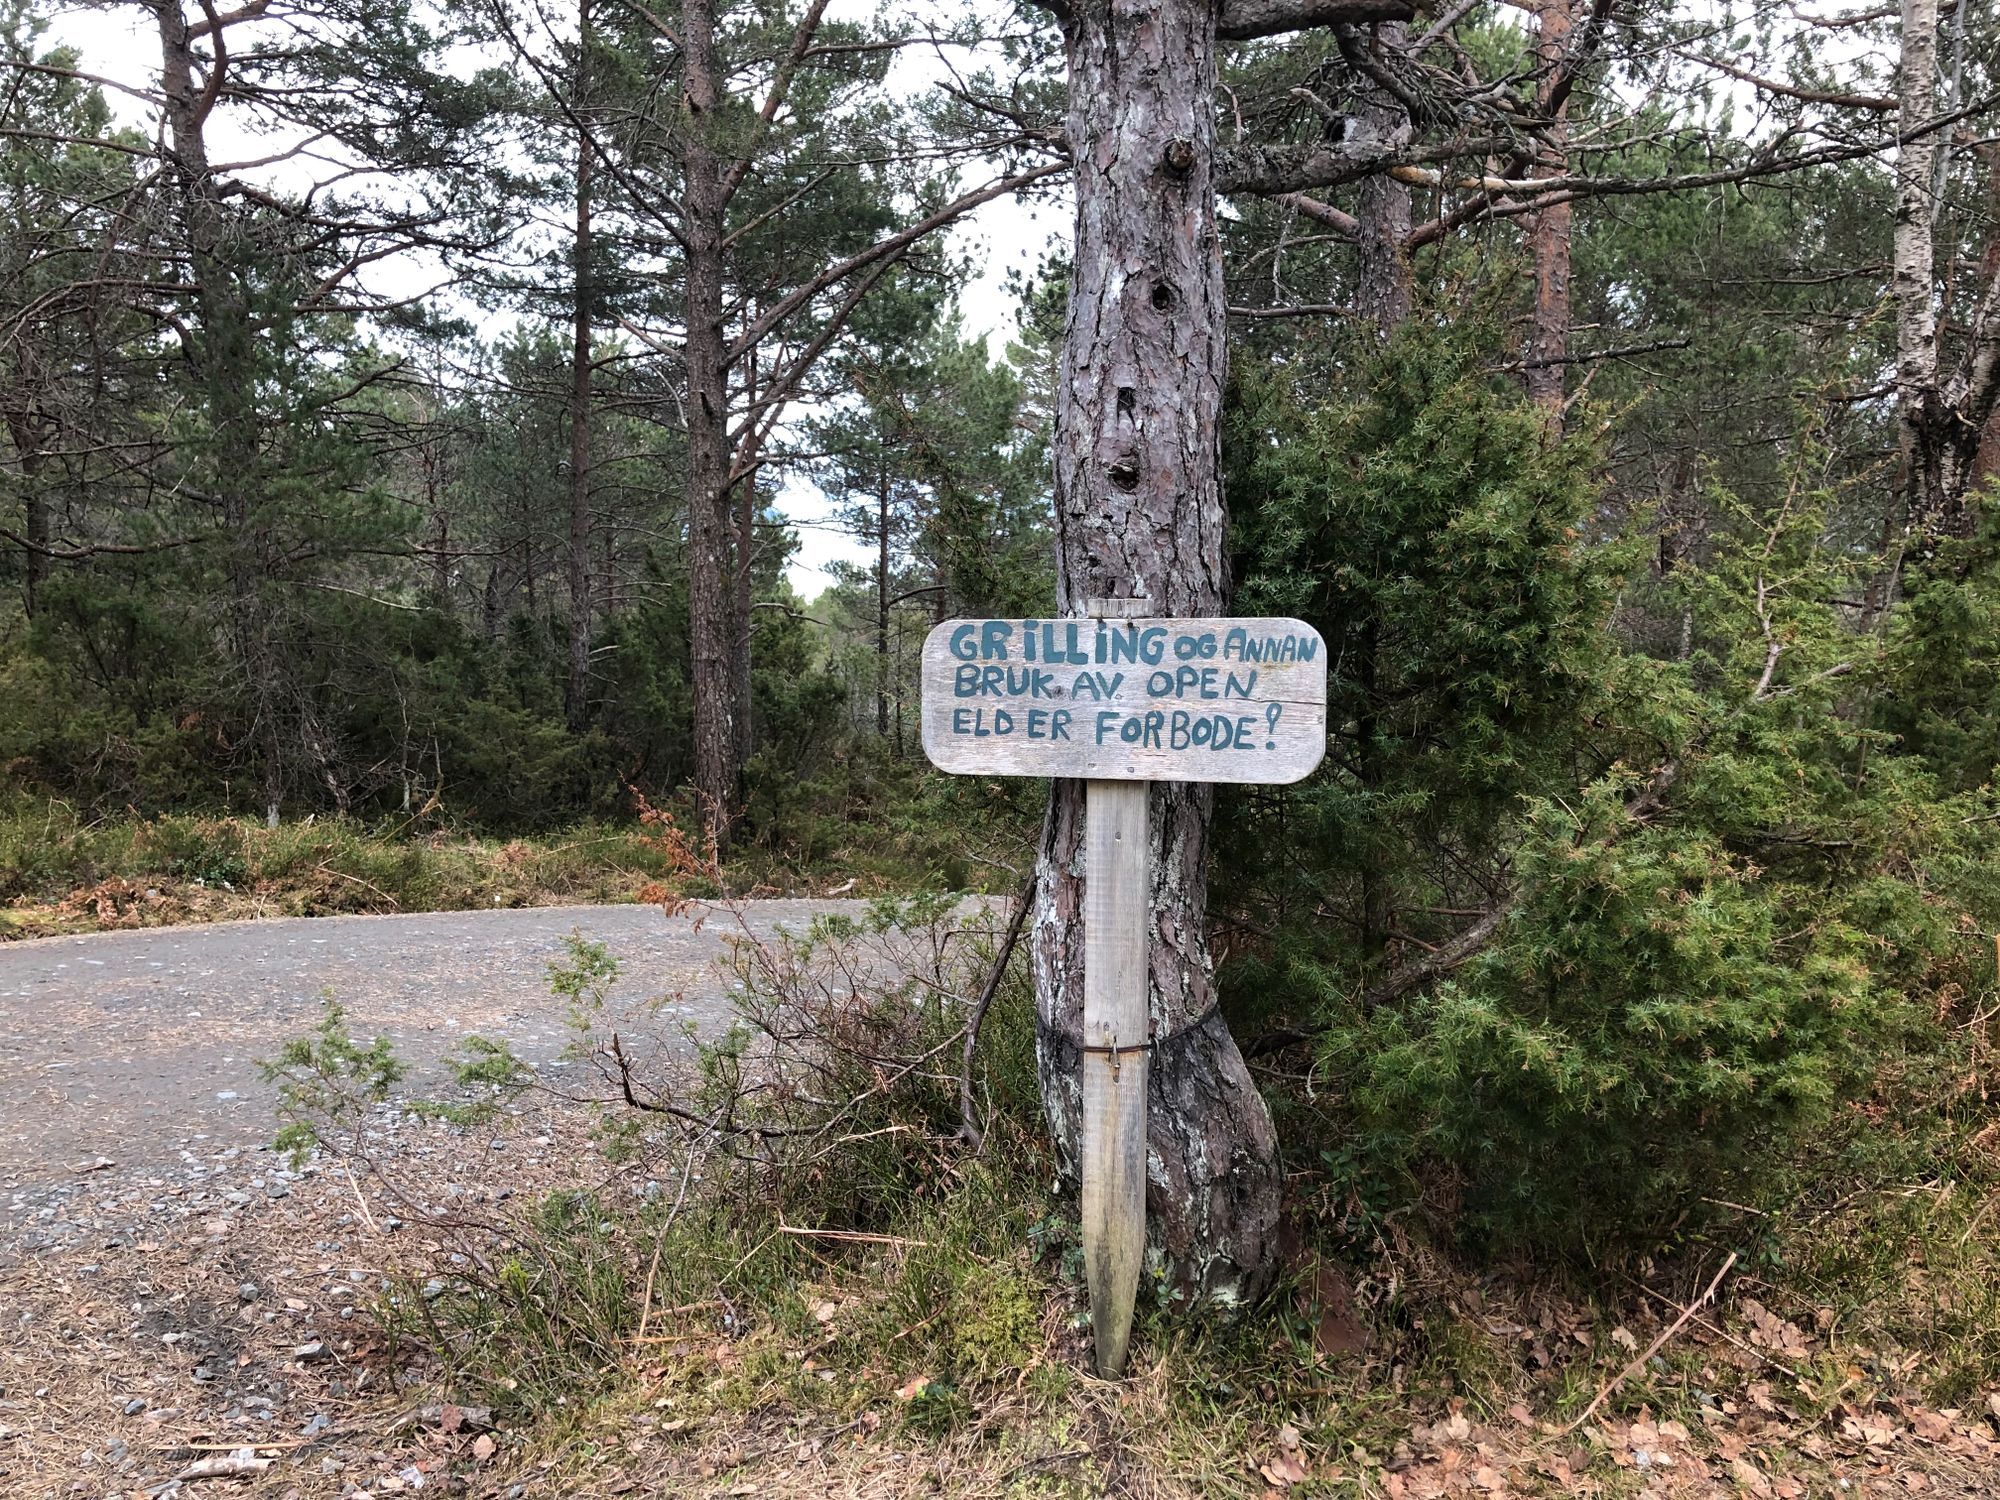 GRiLLiNG OG ANNAN
BRUK AV OPEN
ELD ER FORBODE!